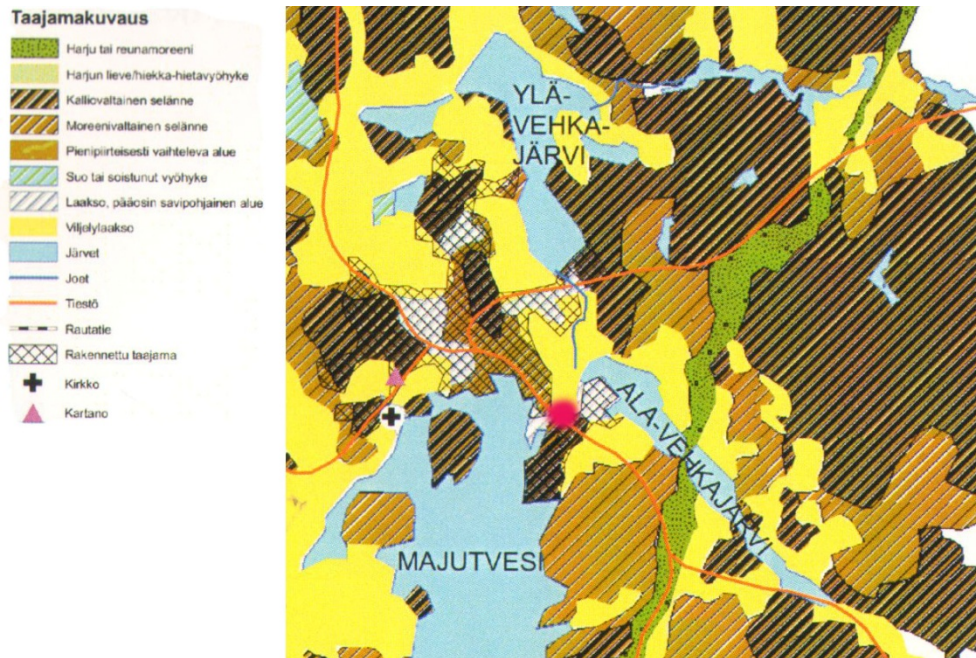 Taajamakuvaus
Harju tai reunamoreeni
Harjun lieve/hiekka-hietavyöhyke
Kalliovaltainen selänne
Moreenivaltainen selänne
Pienipiirteisesti vaihteleva alue
Suo tai soistunut vyöhyke
Laakso, pääosin savipohjainen alue
Viljelylaakso
Järvet
Joet
Tiestö
Rautatie
Rakennettu taajama
Kirkko
Kartano
YLÄ-
VEHKA-
JÄRVI
ALA-VEHKAJÄRVI
MAJUTVESI